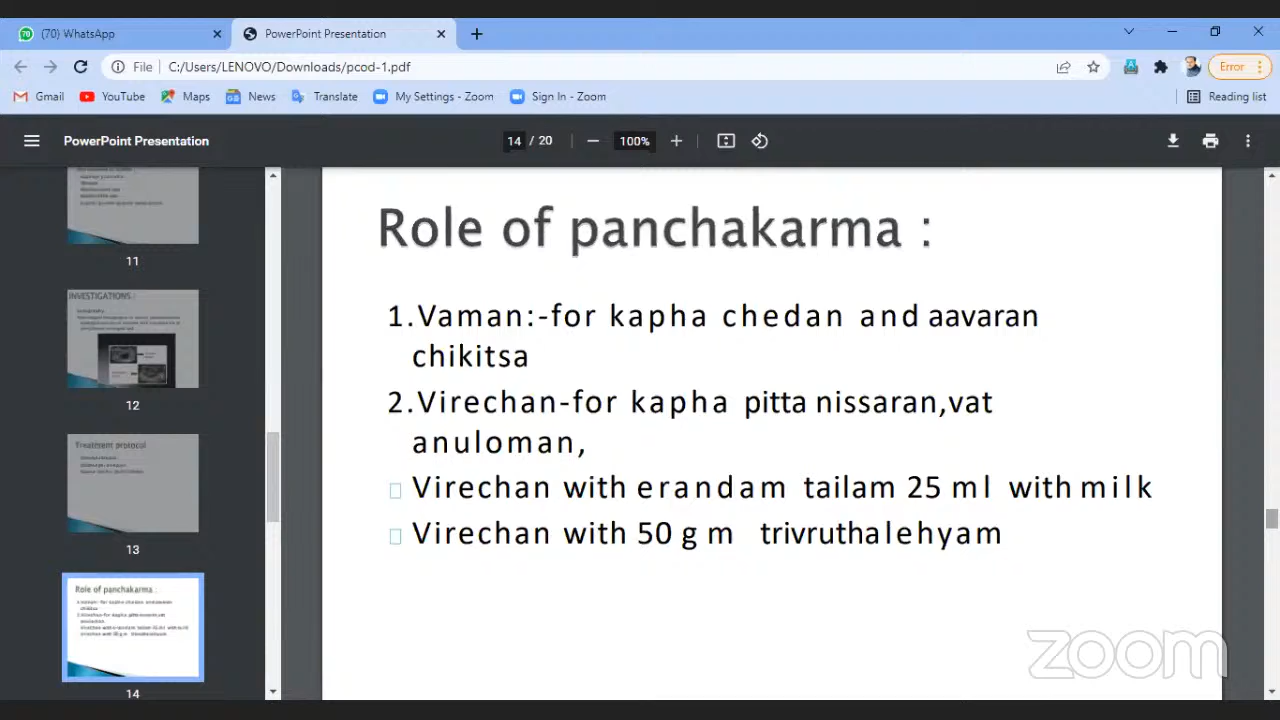 70 (70) WhatsApp
PowerPoint Presentation
File C:/Users/LENOVO/Downloads/pcod-1.pdf
Error
Gmail YouTube Maps News Translate My Settings - Zoom Sign In - Zoom Reading list
PowerPoint Presentation
14 / 20
100%
11
INVESTIGATIONS :
12
Treatment protocol
13
Role of panchakarma :
14
Role of panchakarma :
1.Vaman:-for kapha chedan and aavaran
chikitsa
2.Virechan-for kapha pitta nissaran,vat
anuloman,
Virechan with erandam tailam 25 ml with milk
Virechan with 50 gm trivruthalehyam
zoom